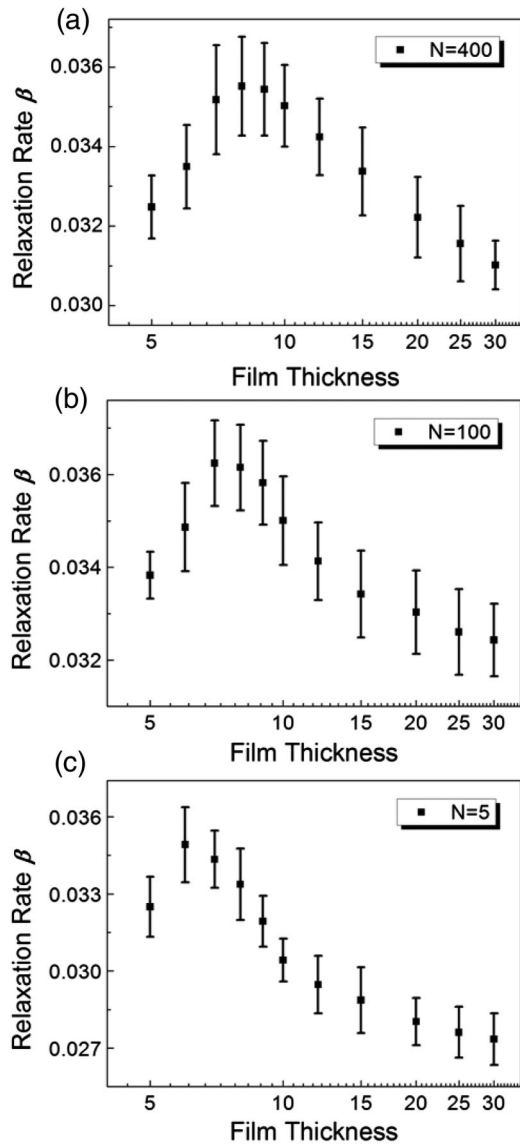 (a)
N=400
0.036
0.034
0.032
0.030
Relaxation Rate β
5 10 15 20 25 30
Film Thickness
(b)
N=100
0.036
0.034
0.032
Relaxation Rate β
5 10 15 20 25 30
Film Thickness
(c)
N=5
0.036
0.033
0.030
0.027
Relaxation Rate β
5 10 15 20 25 30
Film Thickness